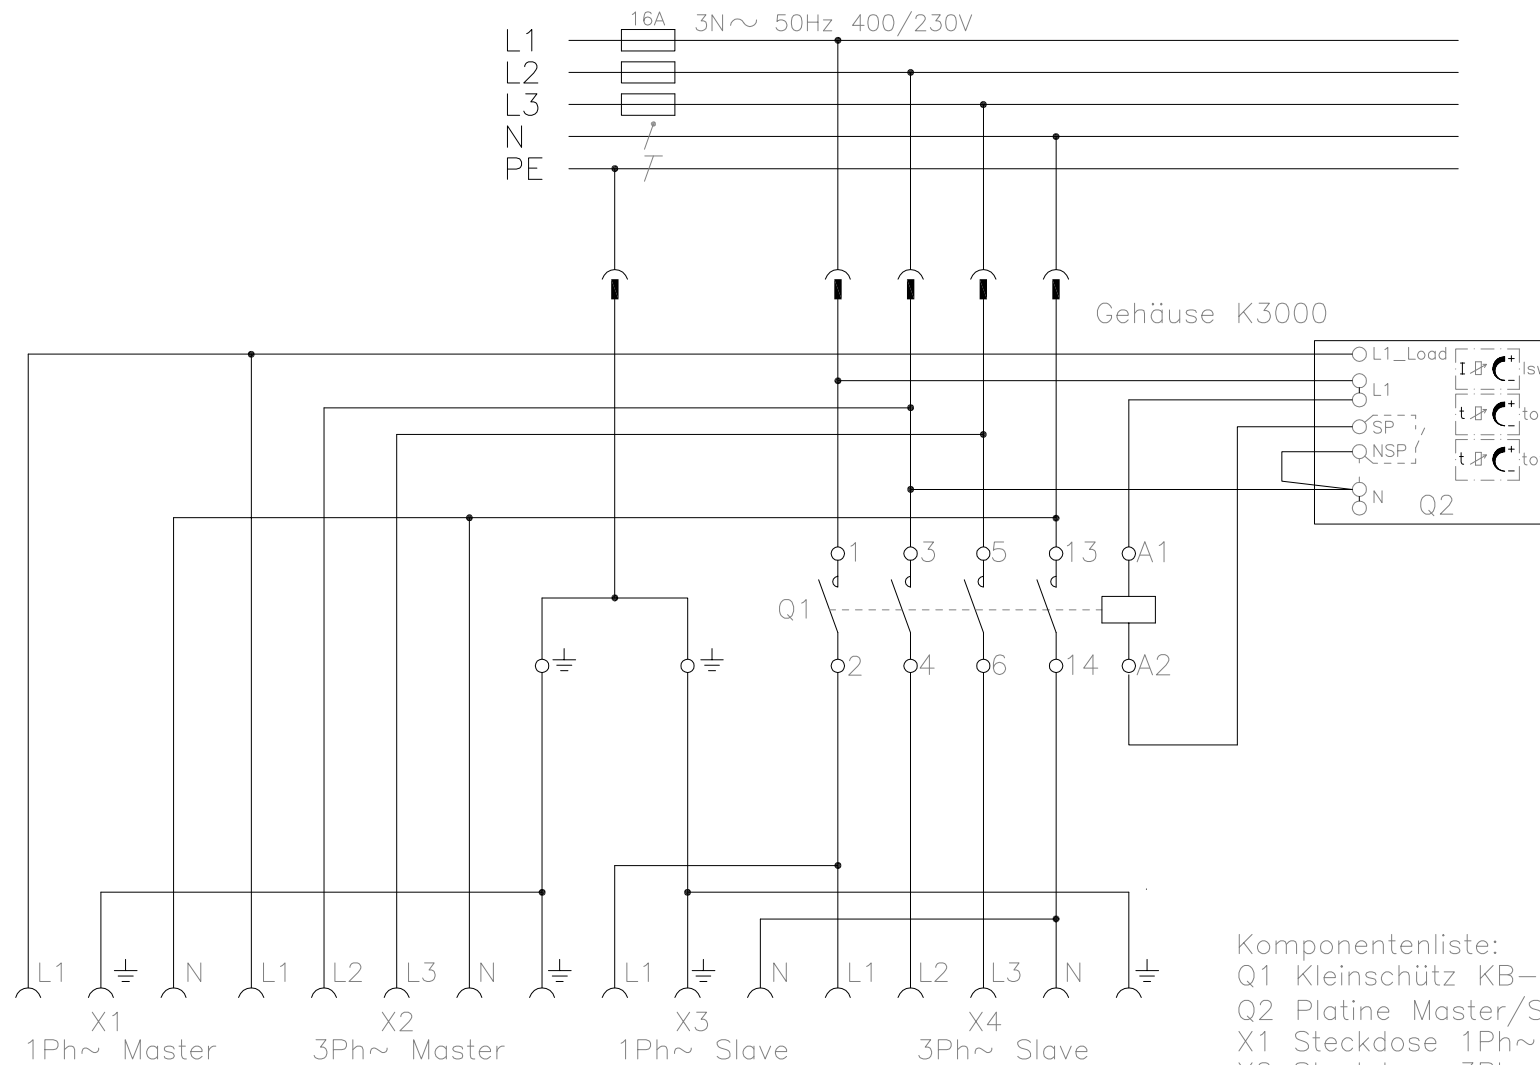 16A 3N~ 50Hz 400/230V
L1
L2
L3
N
PE
Gehäuse K3000
L1_Load I + -
L1
t + - to
SP
NSP t + - to
N
Q2
1 3 5 13 A1
Q1
2 4 6 14 A2
L1 N L1 L2 L3 N L1 N L1 L2 L3 N
X1 X2 X3 X4
1Ph~ Master 3Ph~ Master 1Ph~ Slave 3Ph~ Slave
Komponentenliste:
Q1 Kleinschütz KB-
Q2 Platine Master/S
X1 Steckdose 1Ph~